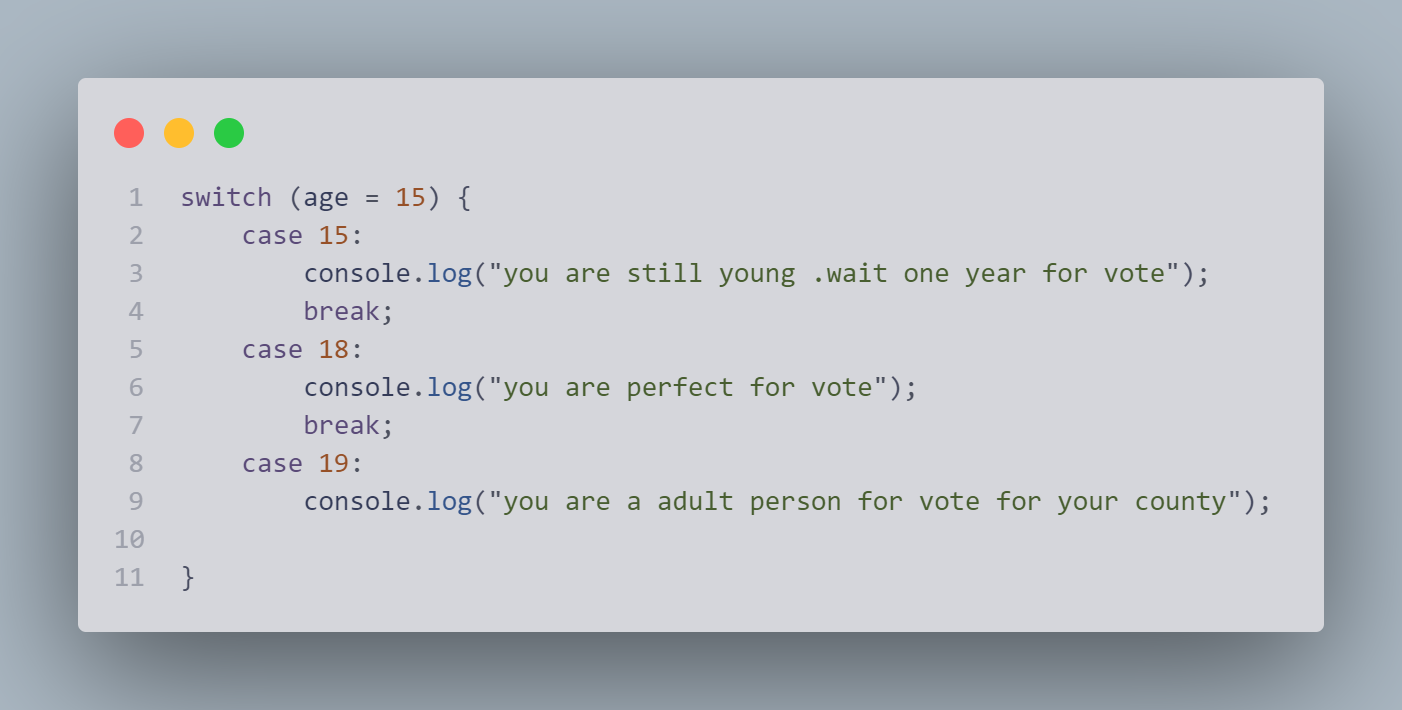 1 switch (age = 15) {
2     case 15:
3         console.log("you are still young .wait one year for vote");
4         break;
5     case 18:
6         console.log("you are perfect for vote");
7         break;
8     case 19:
9         console.log("you are a adult person for vote for your county");
10
11 }